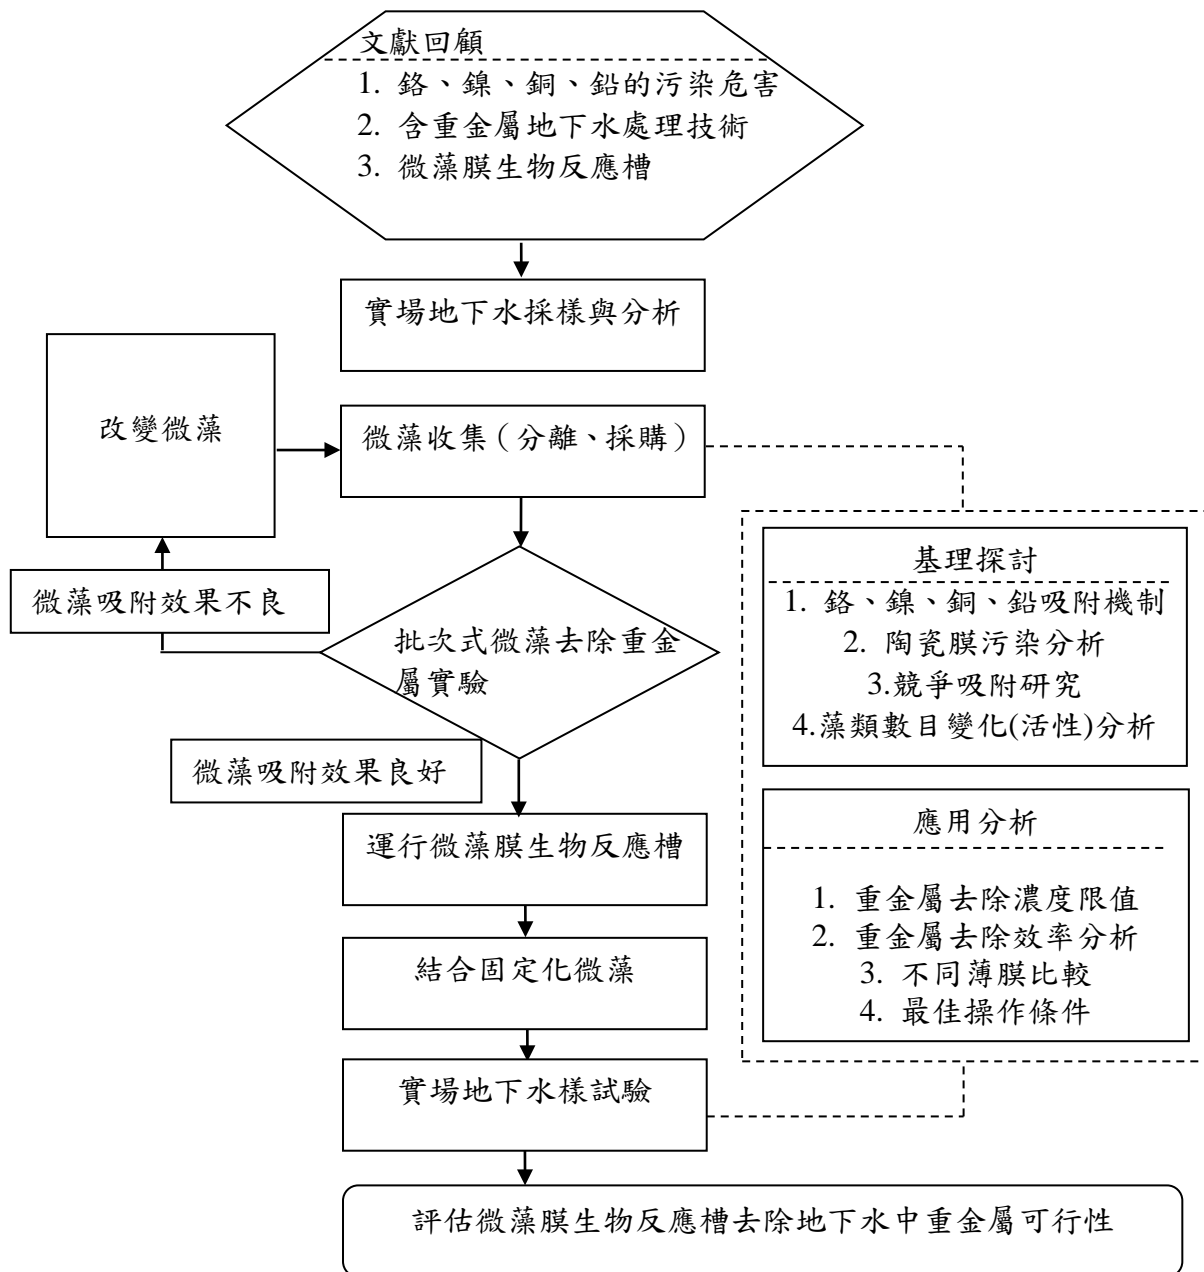 文獻回顧
1. 鉻、鎳、銅、鉛的污染危害
2. 含重金屬地下水處理技術
3. 微藻膜生物反應槽
實場地下水採樣與分析
改變微藻
微藻收集（分離、採購）
微藻吸附效果不良
批次式微藻去除重金
屬實驗
微藻吸附效果良好
運行微藻膜生物反應槽
結合固定化微藻
實場地下水樣試驗
評估微藻膜生物反應槽去除地下水中重金屬可行性
基理探討
1. 鉻、鎳、銅、鉛吸附機制
2. 陶瓷膜污染分析
3.競爭吸附研究
4.藻類數目變化(活性)分析
應用分析
1. 重金屬去除濃度限值
2. 重金屬去除效率分析
3. 不同薄膜比較
4. 最佳操作條件